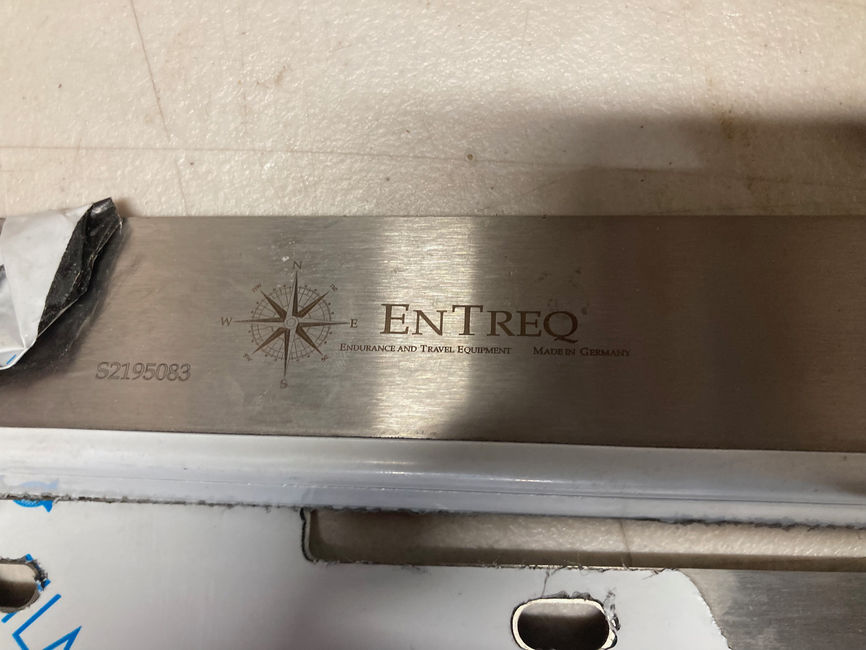 N
W
E
S
ENTREQ
ENDURANCE AND TRAVEL EQUIPMENT MADE IN GERMANY
S2195083